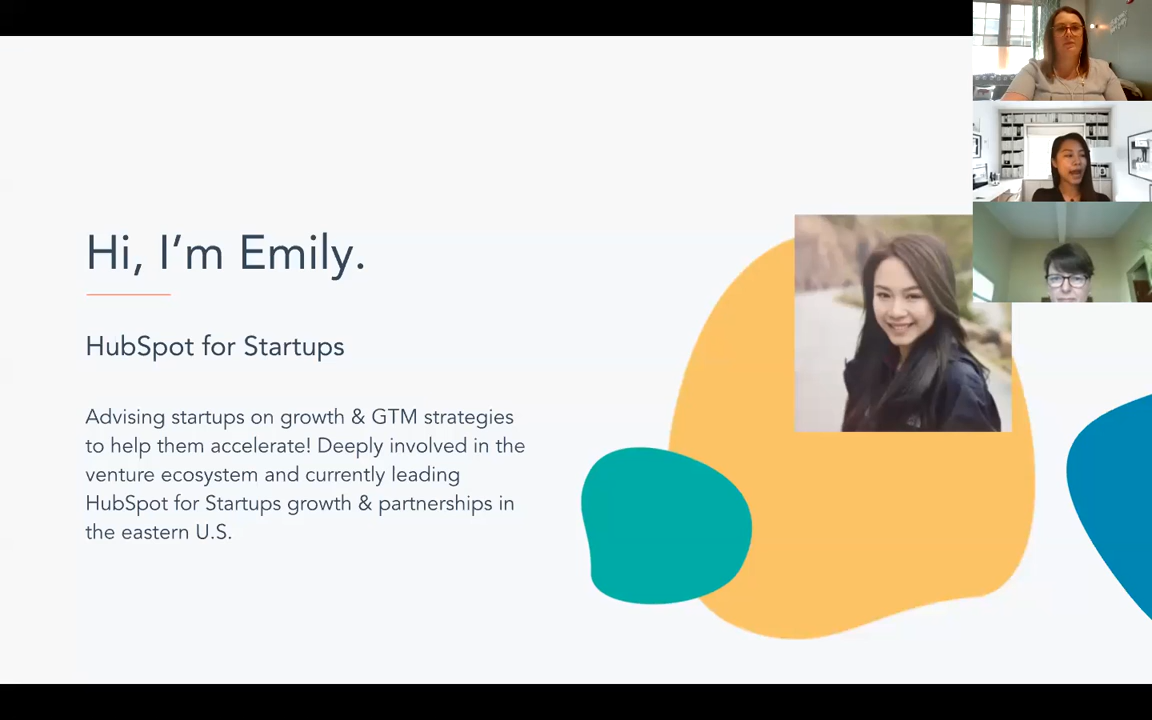 Hi, I’m Emily.
HubSpot for Startups
Advising startups on growth & GTM strategies
to help them accelerate! Deeply involved in the
venture ecosystem and currently leading
HubSpot for Startups growth & partnerships in
the eastern U.S.